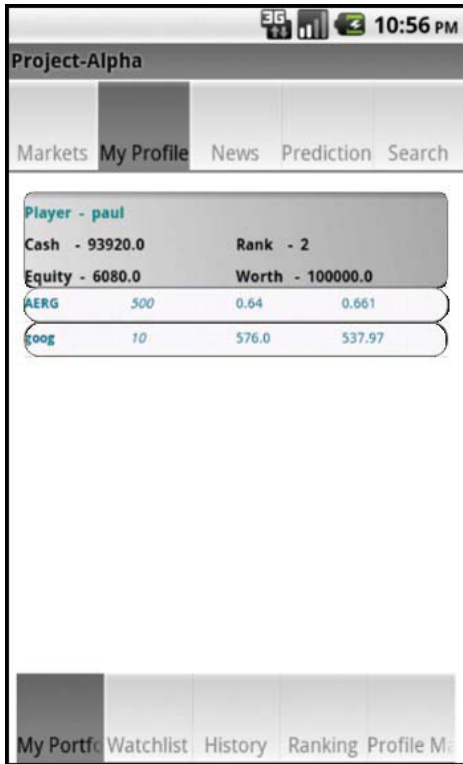 3G 10:56 PM
Project-Alpha
Markets My Profile News Prediction Search
Player - paul
Cash - 93920.0 Rank - 2
Equity - 6080.0 Worth - 100000.0
AERG 500 0.64 0.661
goog 10 576.0 537.97
My Portfo Watchlist History Ranking Profile Ma